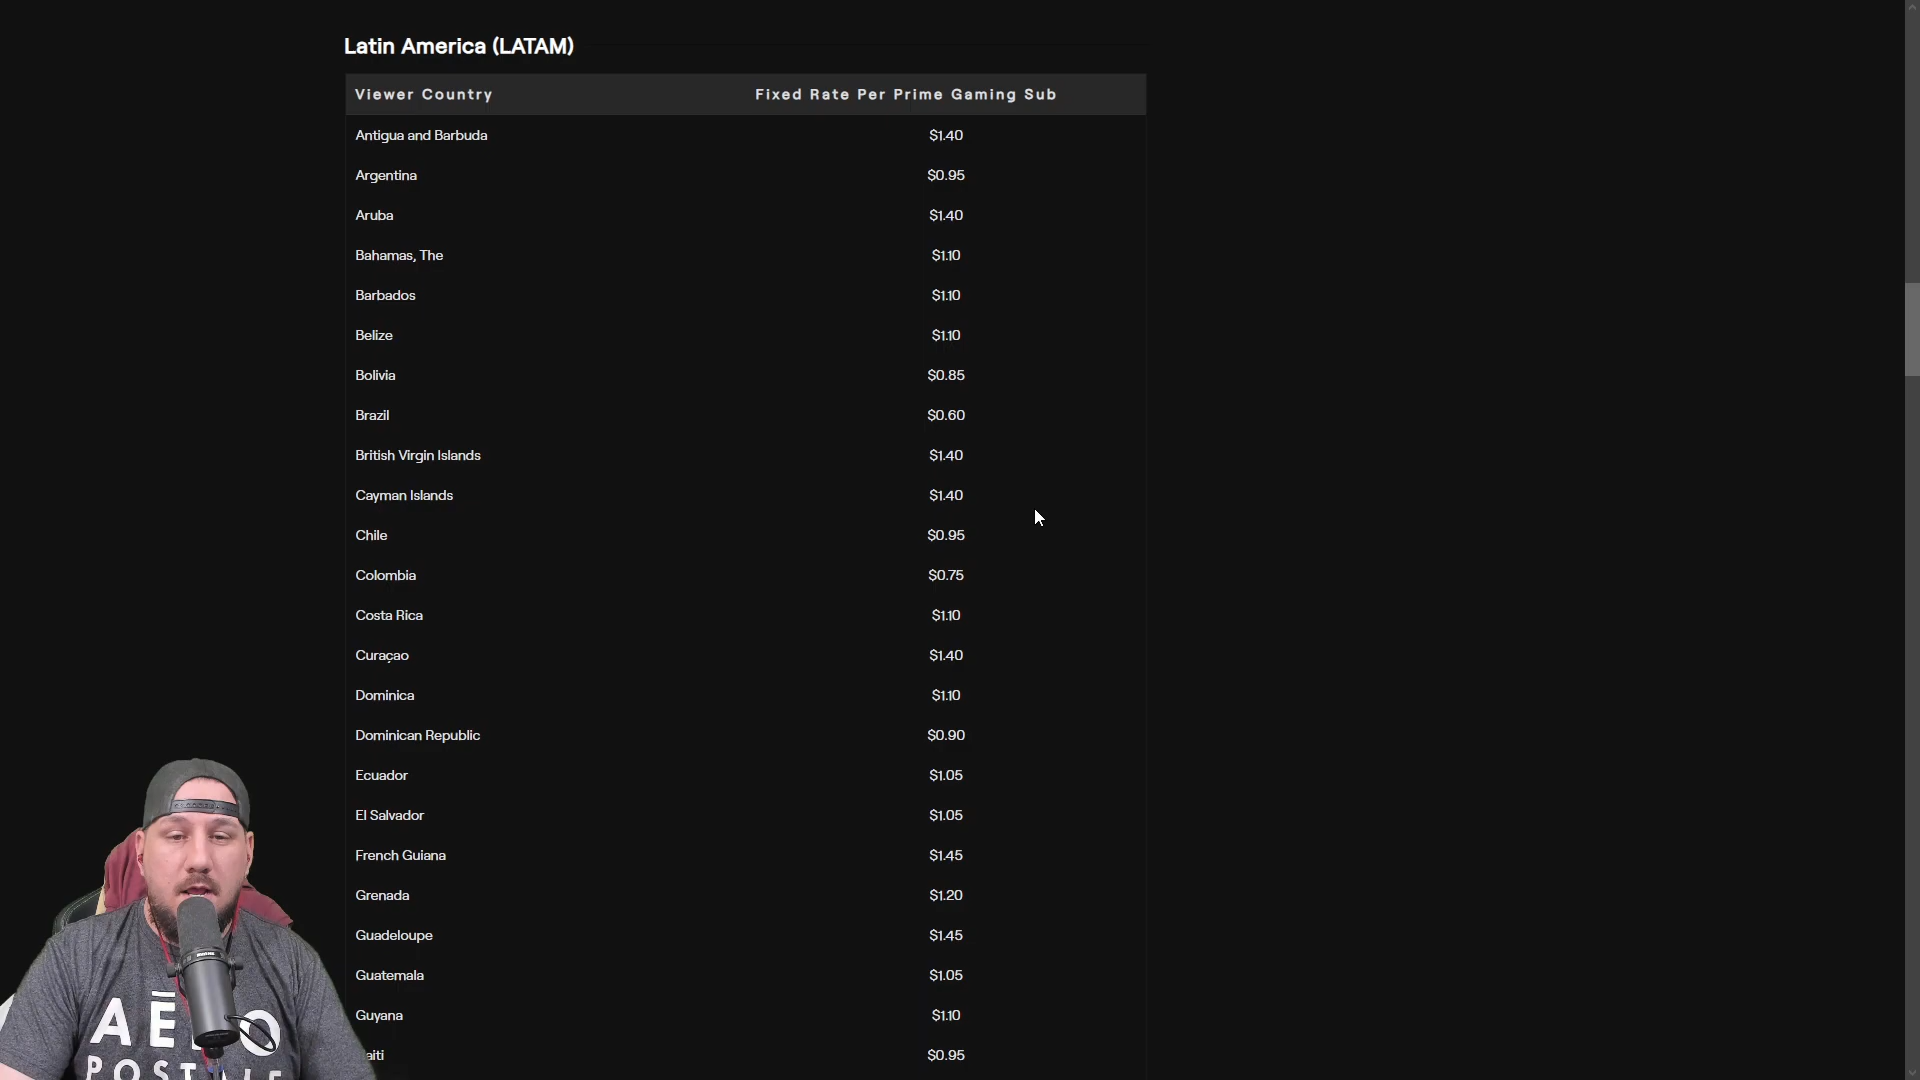 Latin America (LATAM)
Viewer Country Fixed Rate Per Prime Gaming Sub
Antigua and Barbuda $1.40
Argentina $0.95
Aruba $1.40
Bahamas, The $1.10
Barbados $1.10
Belize $1.10
Bolivia $0.85
Brazil $0.60
British Virgin Islands $1.40
Cayman Islands $1.40
Chile $0.95
Colombia $0.75
Costa Rica $1.10
Curaçao $1.40
Dominica $1.10
Dominican Republic $0.90
Ecuador $1.05
El Salvador $1.05
French Guiana $1.45
Grenada $1.20
Guadeloupe $1.45
Guatemala $1.05
Guyana $1.10
aiti $0.95